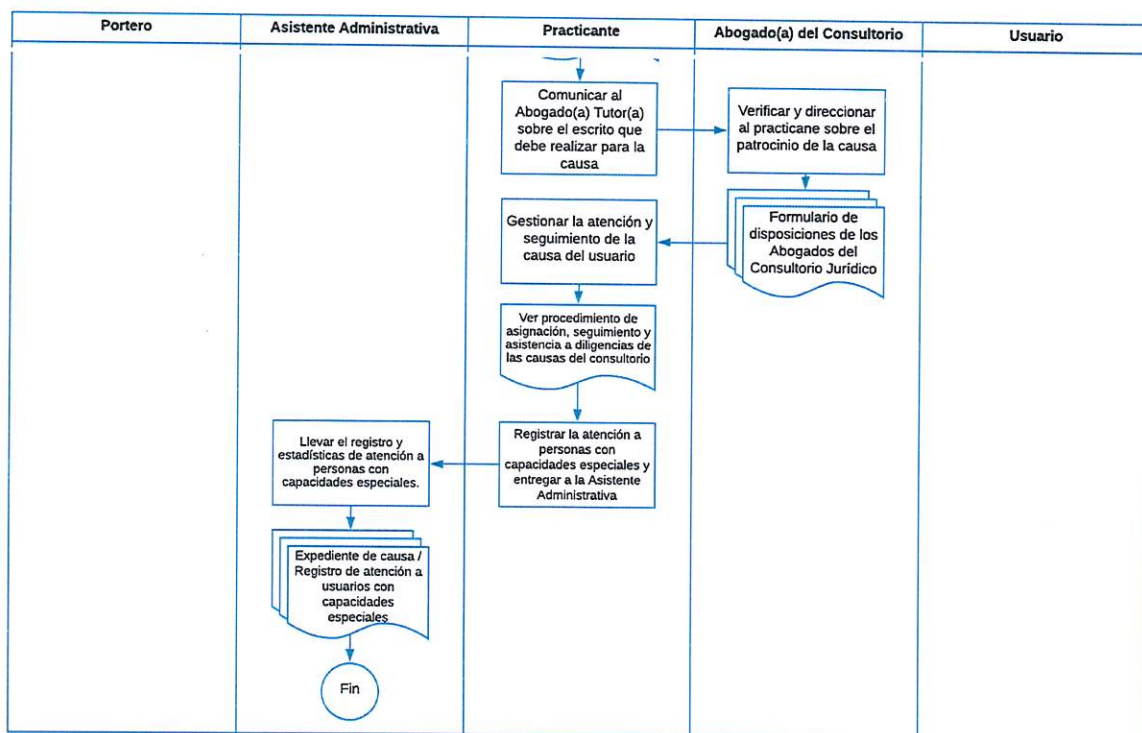 Portero
Asistente Administrativa
Practicante
Abogado(a) del Consultorio
Usuario
Comunicar al
Abogado(a) Tutor(a)
sobre el escrito que
debe realizar para la
causa
Verificar y direccionar
al practicane sobre el
patrocinio de la causa
Formulario de
disposiciones de los
Abogados del
Consultorio Jurídico
Gestionar la atención y
seguimiento de la
causa del usuario
Ver procedimiento de
asignación, seguimiento y
asistencia a diligencias de
las causas del consultorio
Registrar la atención a
personas con
capacidades especiales y
entregar a la Asistente
Administrativa
Llevar el registro y
estadísticas de atención a
personas con
capacidades especiales.
Expediente de causa /
Registro de atención a
usuarios con
capacidades
especiales
Fin